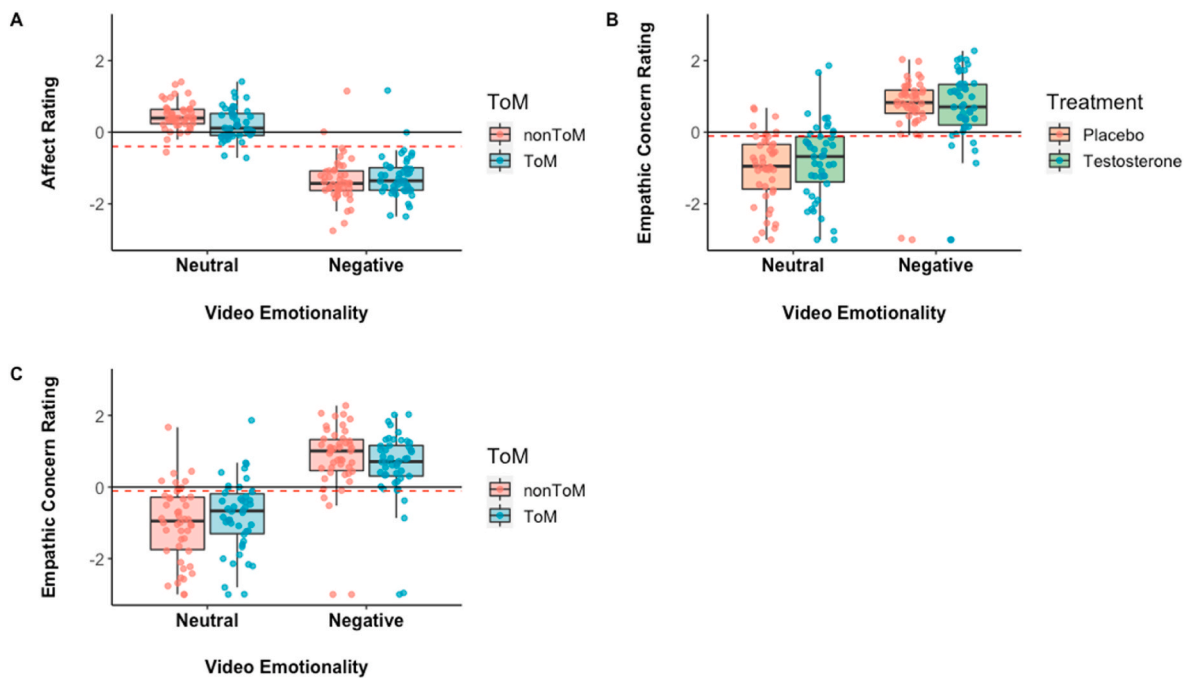 A
Affect Rating
2
0
-2
Neutral
Negative
Video Emotionality
ToM
nonToM
ToM
B
Empathic Concern Rating
2
0
-2
Neutral
Negative
Video Emotionality
Treatment
Placebo
Testosterone
C
Empathic Concern Rating
2
0
-2
Neutral
Negative
Video Emotionality
ToM
nonToM
ToM